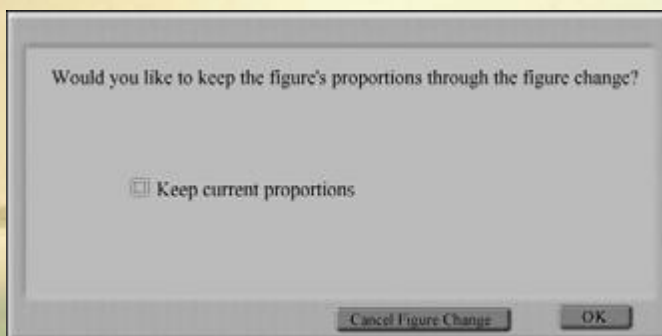 Would you like to keep the figure's proportions through the figure change?
Keep current proportions
Cancel Figure Change
OK